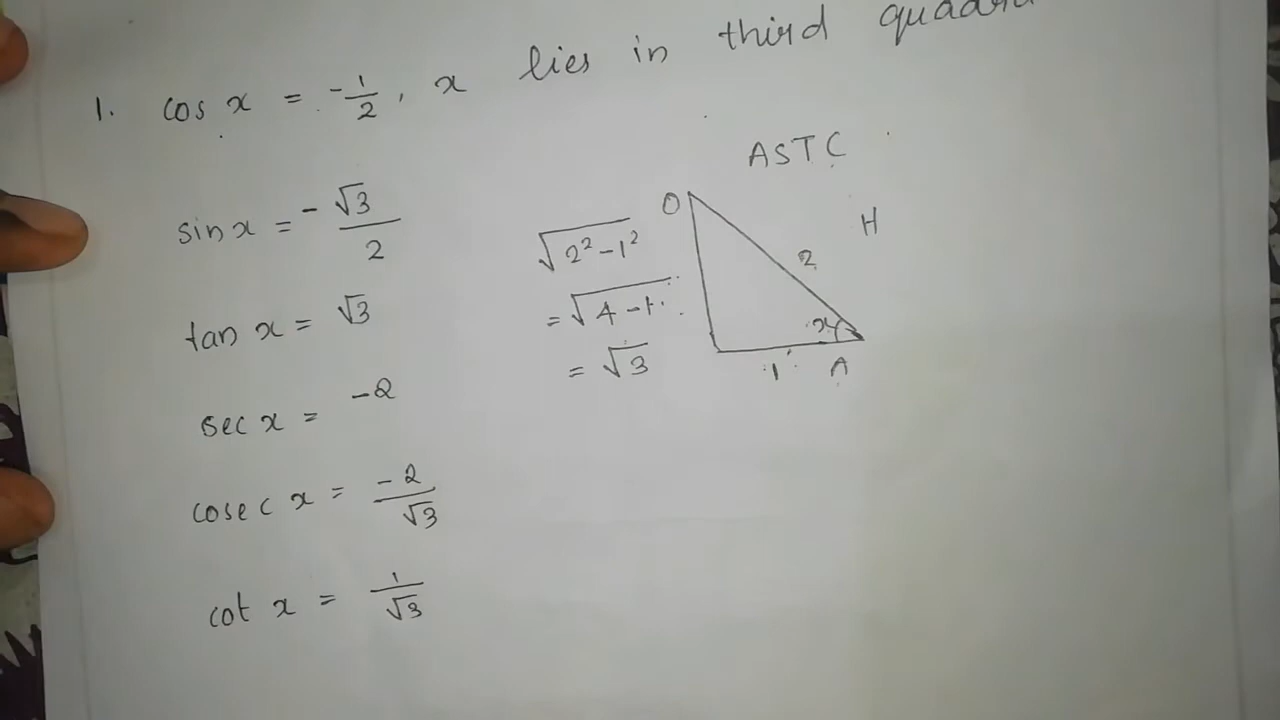 1. cos x = -1/2, x lies in third
ASTC
sin x = -√3/2
tan x = √3
sec x = -2
cosec x = -2/√3
cot x = 1/√3
√2²-1²
= √4-1
= √3
O
H
2
x
1
A